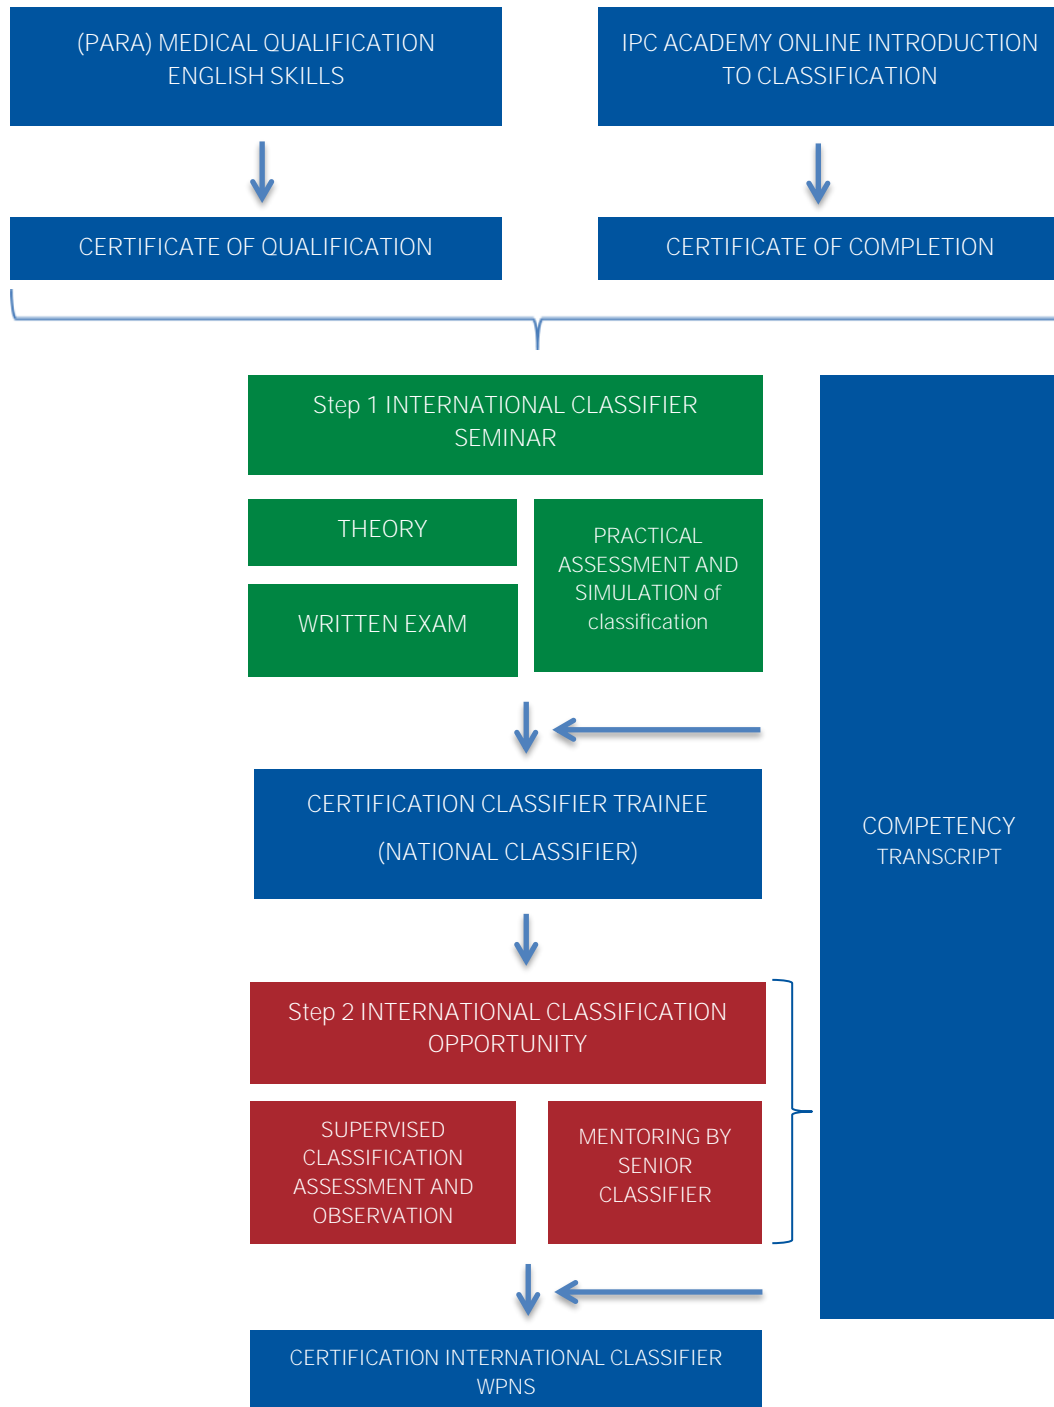 (PARA) MEDICAL QUALIFICATION
ENGLISH SKILLS
IPC ACADEMY ONLINE INTRODUCTION
TO CLASSIFICATION
CERTIFICATE OF QUALIFICATION
CERTIFICATE OF COMPLETION
Step 1 INTERNATIONAL CLASSIFIER
SEMINAR
THEORY
WRITTEN EXAM
PRACTICAL
ASSESSMENT AND
SIMULATION of
classification
CERTIFICATION CLASSIFIER TRAINEE
(NATIONAL CLASSIFIER)
COMPETENCY
TRANSCRIPT
Step 2 INTERNATIONAL CLASSIFICATION
OPPORTUNITY
SUPERVISED
CLASSIFICATION
ASSESSMENT AND
OBSERVATION
MENTORING BY
SENIOR
CLASSIFIER
CERTIFICATION INTERNATIONAL CLASSIFIER
WPNS